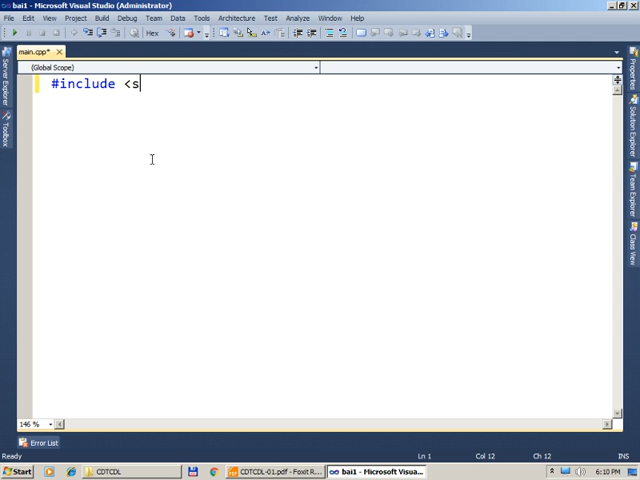 bai1 - Microsoft Visual Studio (Administrator)
File Edit View Project Build Debug Team Data Tools Architecture Test Analyze Window Help
Hex
main.cpp*
(Global Scope)
#include <s
Server Explorer
Toolbox
Properties
Solution Explorer
Team Explorer
Class View
146 %
Error List
Ready Ln 1 Col 12 Ch 12 INS
Start CDTCDL CDTCDL-01.pdf - Foxit R... bai1 - Microsoft Visua... 6:10 PM